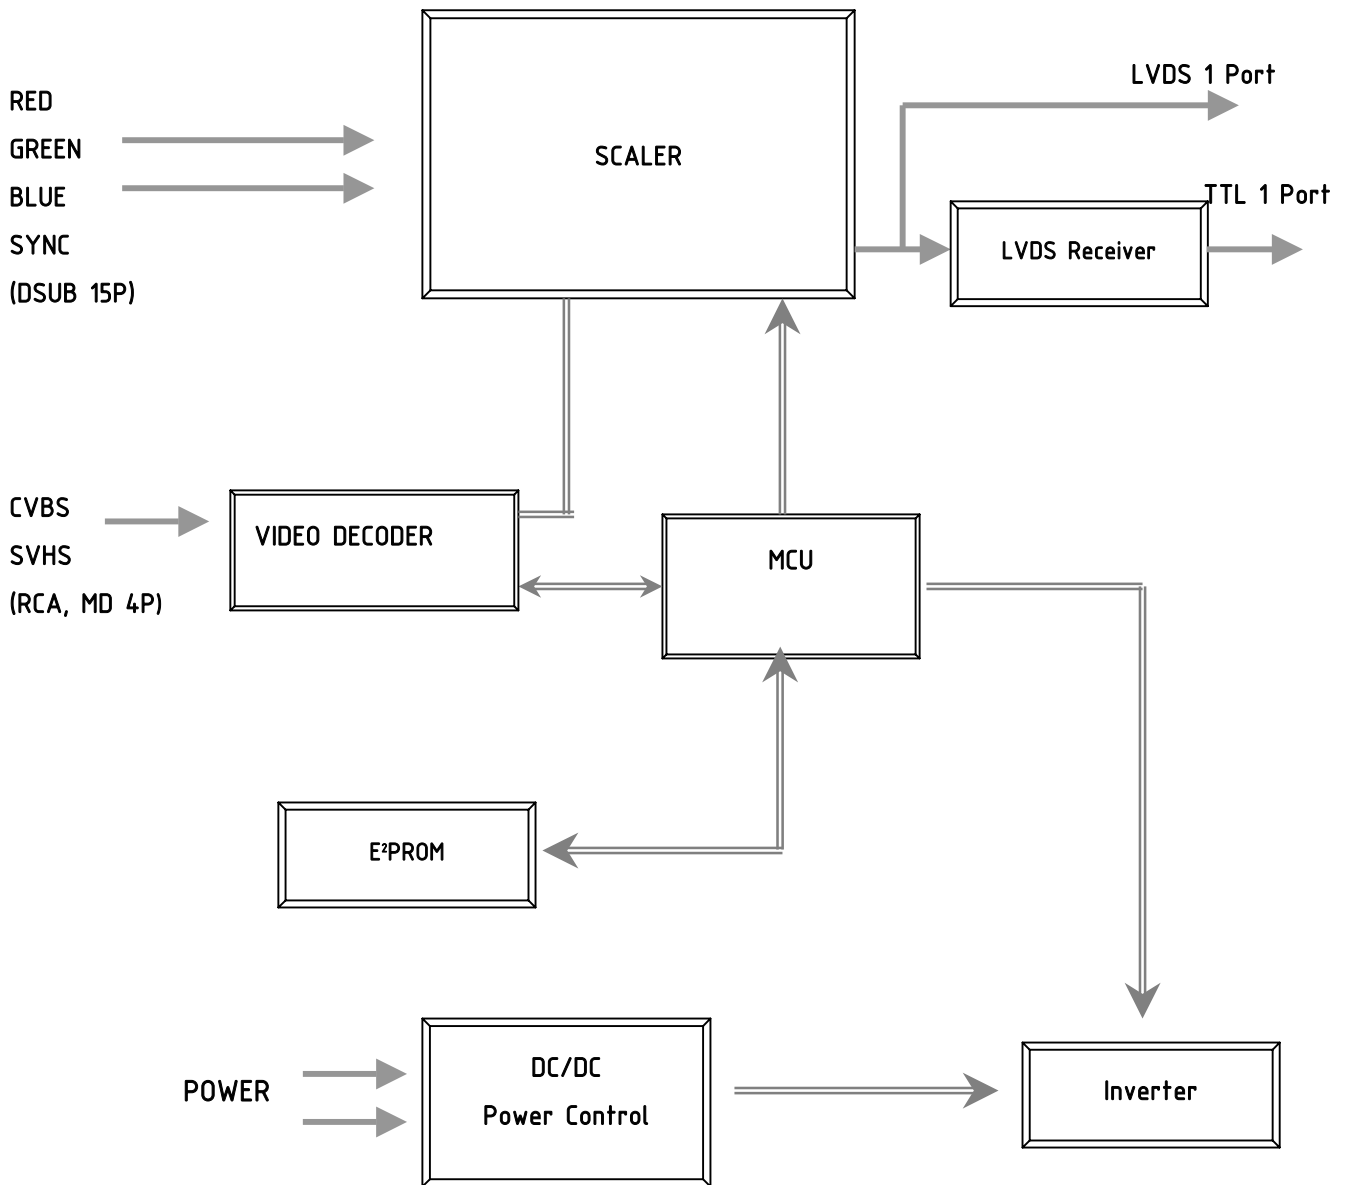 LVDS 1 Port
RED
GREEN
BLUE
SYNC
(DSUB 15P)
SCALER
TTL 1 Port
LVDS Receiver
CVBS
SVHS
(RCA, MD 4P)
VIDEO DECODER
MCU
E²PROM
POWER
DC/DC
Power Control
Inverter